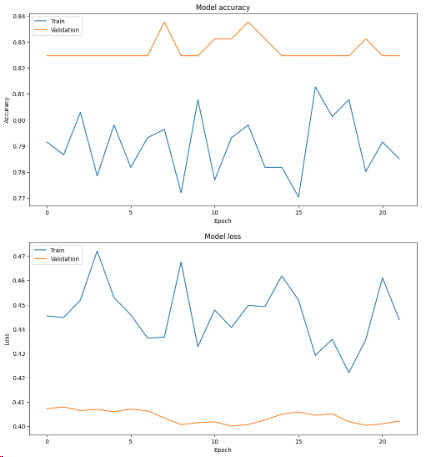 Model accuracy
0.84
Train
Validation
0.83
0.82
0.81
Accuracy
0.80
0.79
0.78
0.77
0 5 10 15 20
Epoch
Model loss
Train
Validation
0.47
0.46
0.45
Loss
0.44
0.43
0.42
0.41
0.40
0 5 10 15 20
Epoch